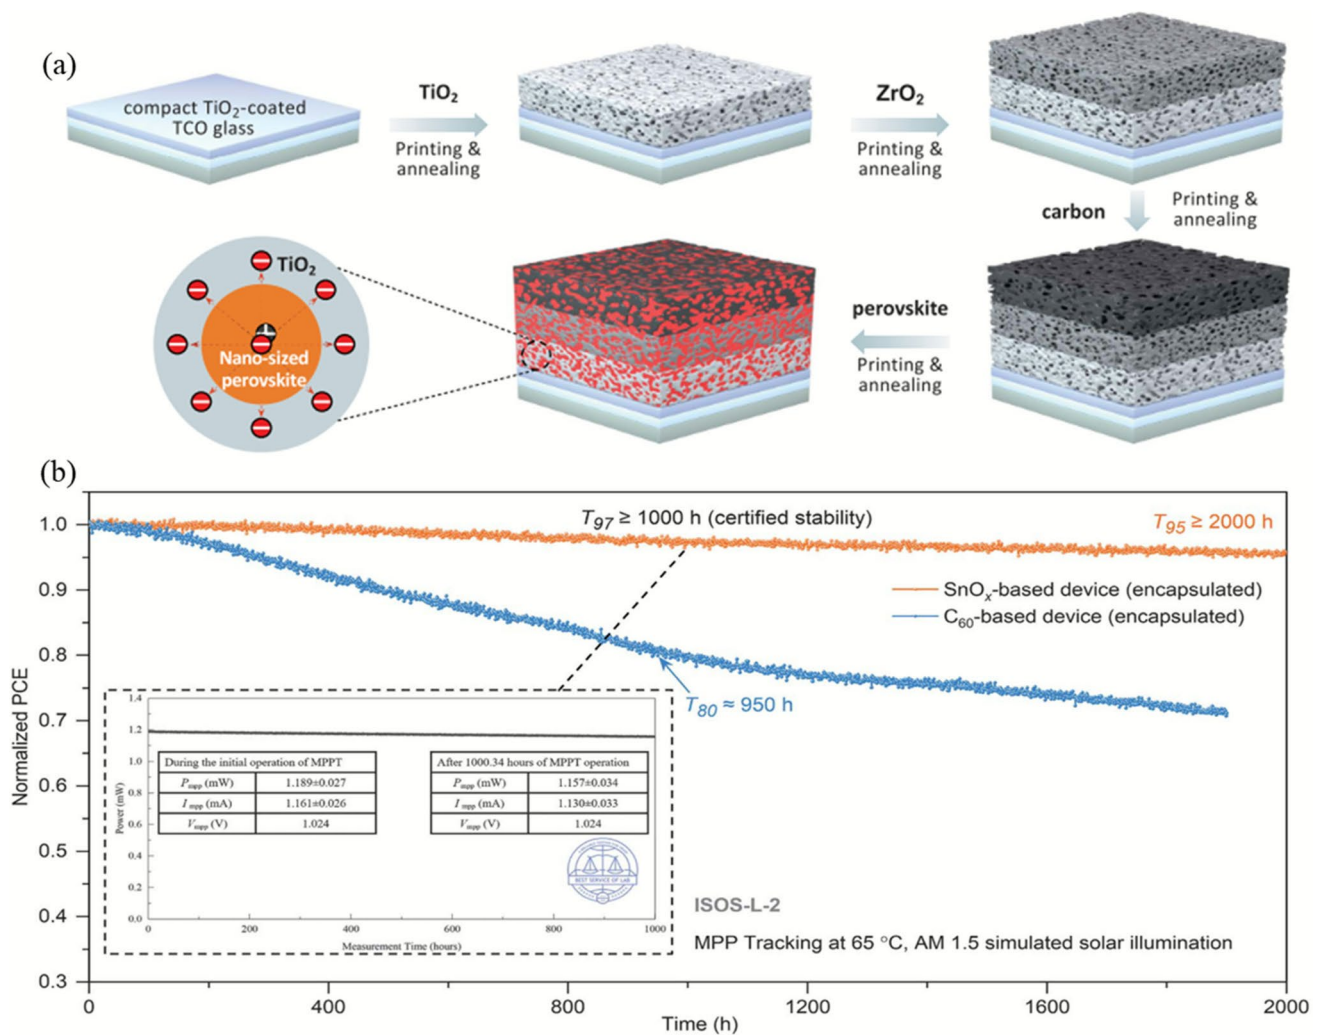 (a)
compact TiO₂-coated
TCO glass
TiO₂
Printing &
annealing
ZrO₂
Printing &
annealing
carbon
Printing &
annealing
perovskite
Printing &
annealing
TiO₂
Nano-sized
perovskite
(b)
Normalized PCE
1.0
0.9
0.8
0.7
0.6
0.5
0.4
0.3
T97 ≥ 1000 h (certified stability)
T95 ≥ 2000 h
SnOx-based device (encapsulated)
C60-based device (encapsulated)
T80 ≈ 950 h
Power (mW)
1.4
1.2
1.0
0.8
0.6
0.4
0.2
0.0
During the initial operation of MPPT
Pmpp (mW) 1.189±0.027
Impp (mA) 1.161±0.026
Vmpp (V) 1.024
After 1000.34 hours of MPPT operation
Pmpp (mW) 1.157±0.034
Impp (mA) 1.130±0.033
Vmpp (V) 1.024
BEST SERVICE OF LAB
0 200 400 600 800 1000
Measurement Time (hours)
ISOS-L-2
MPP Tracking at 65 °C, AM 1.5 simulated solar illumination
0 400 800 1200 1600 2000
Time (h)